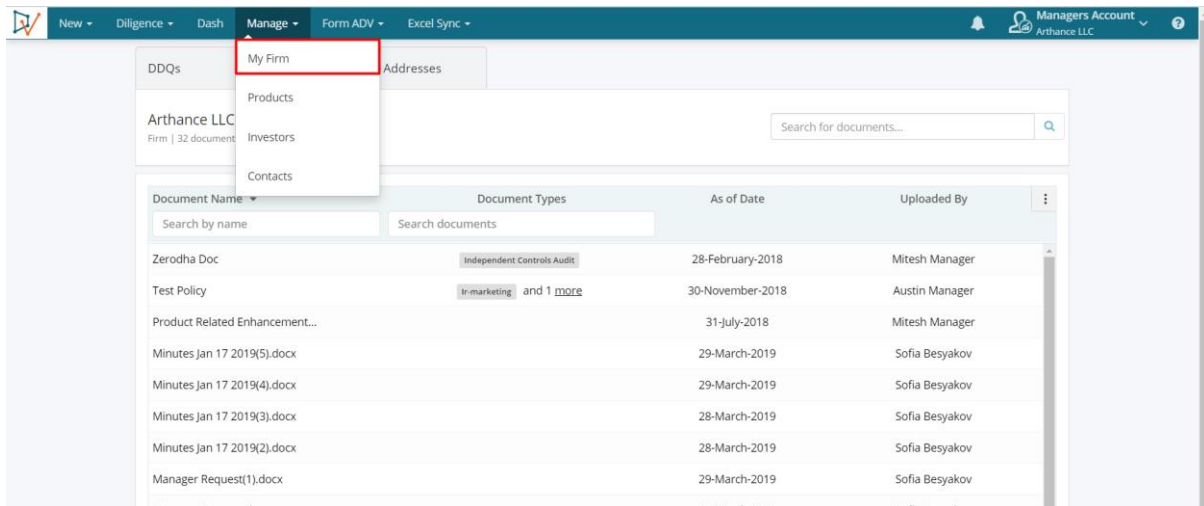 New Diligence Dash Manage Form ADV Excel Sync Managers Account
Arthance LLC
My Firm
DDQs Addresses
Products
Arthance LLC
Search for documents...
Firm | 32 document Investors
Contacts
Document Name Document Types As of Date Uploaded By
Search by name Search documents
Zerodha Doc Independent Controls Audit 28-February-2018 Mitesh Manager
Test Policy Ir-marketing and 1 more 30-November-2018 Austin Manager
Product Related Enhancement... 31-July-2018 Mitesh Manager
Minutes Jan 17 2019(5).docx 29-March-2019 Sofia Besyakov
Minutes Jan 17 2019(4).docx 29-March-2019 Sofia Besyakov
Minutes Jan 17 2019(3).docx 28-March-2019 Sofia Besyakov
Minutes Jan 17 2019(2).docx 28-March-2019 Sofia Besyakov
Manager Request(1).docx 29-March-2019 Sofia Besyakov